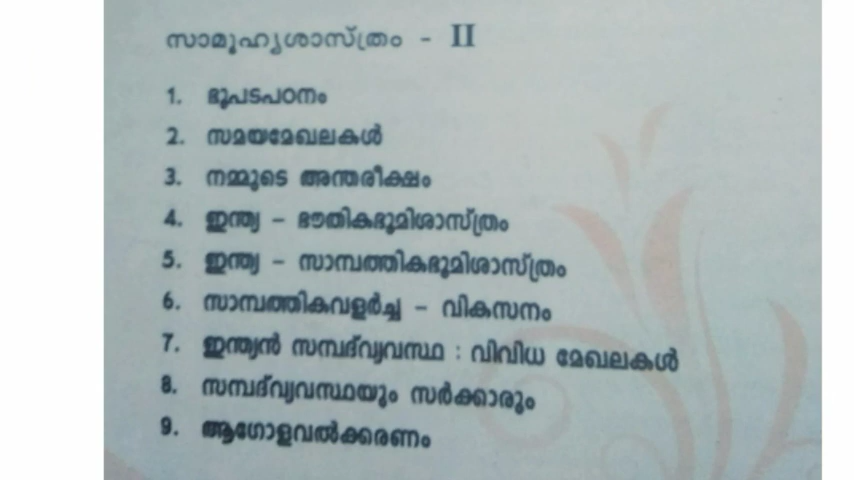 സാമൂഹ്യശാസ്ത്രം - II
1. ഭൂപടപഠനം
2. സമയമേഖലകൾ
3. നമ്മുടെ അന്തരീക്ഷം
4. ഇന്ത്യ – ഭൗതികഭൂമിശാസ്ത്രം
5. ഇന്ത്യ – സാമ്പത്തികഭൂമിശാസ്ത്രം
6. സാമ്പത്തികവളർച്ച – വികസനം
7. ഇന്ത്യൻ സമ്പദ്‌വ്യവസ്ഥ : വിവിധ മേഖലകൾ
8. സമ്പദ്‌വ്യവസ്ഥയും സർക്കാരും
9. ആഗോളവൽക്കരണം